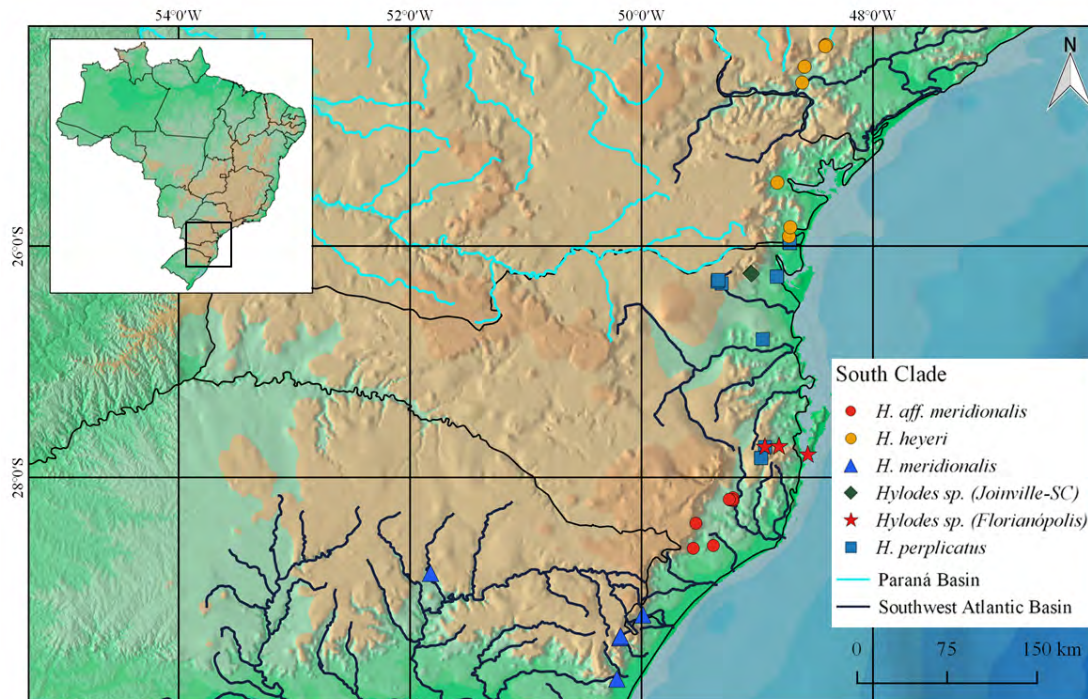 54°0'W 52°0'W 50°0'W 48°0'W
N
26°0'S
28°0'S
South Clade
H. aff. meridionalis
H. heyeri
H. meridionalis
Hylodes sp. (Joinville-SC)
Hylodes sp. (Florianópolis)
H. perplicatus
Paraná Basin
Southwest Atlantic Basin
0 75 150 km